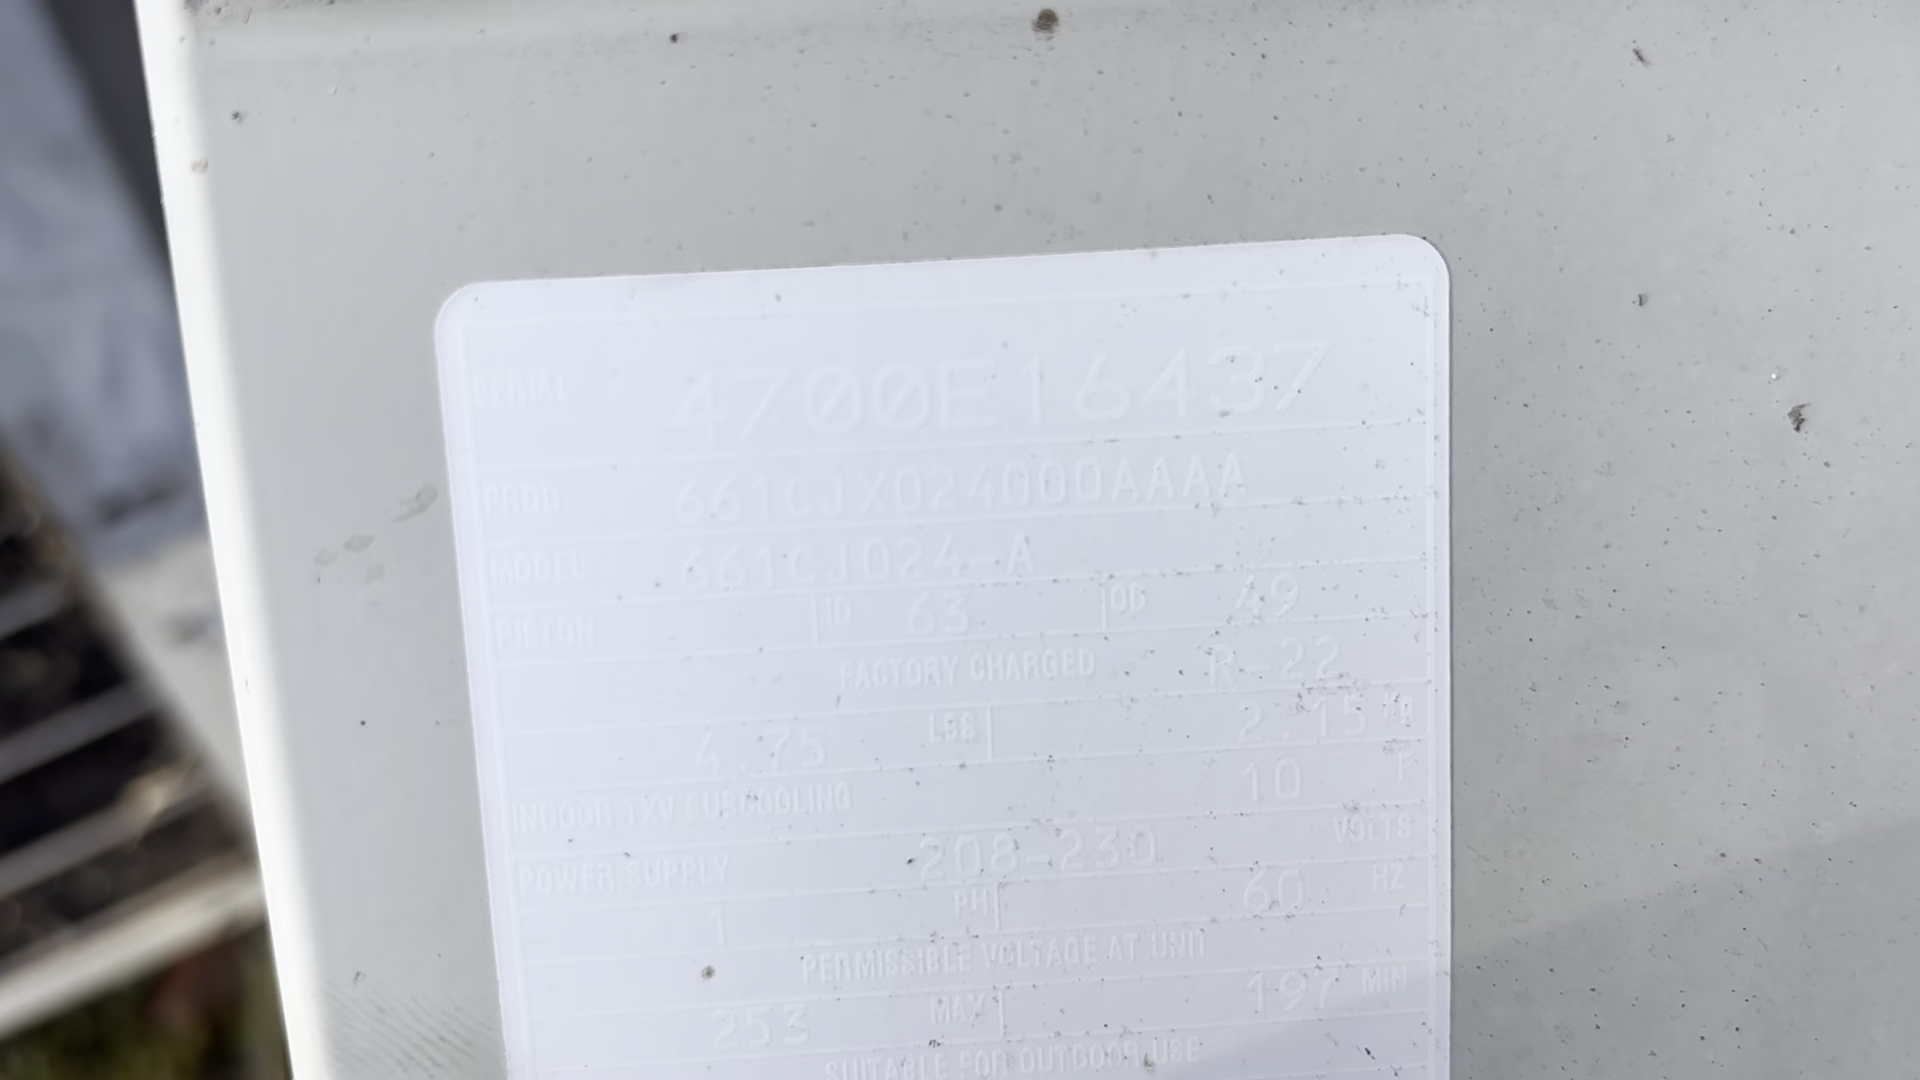 SERIAL 4700E16437
PROD 661CJX024000AAAA
MODEL 661CJ024-A
PISTON ID 63 OD 49
FACTORY CHARGED R-22
4.75 LBS 2.15 Kg
INDOOR TXV SUBCOOLING 10 F
POWER SUPPLY 208-230 VOLTS
1 PH 60 HZ
PERMISSIBLE VOLTAGE AT UNIT
253 MAX 197 MIN
SUITABLE FOR OUTDOOR USE